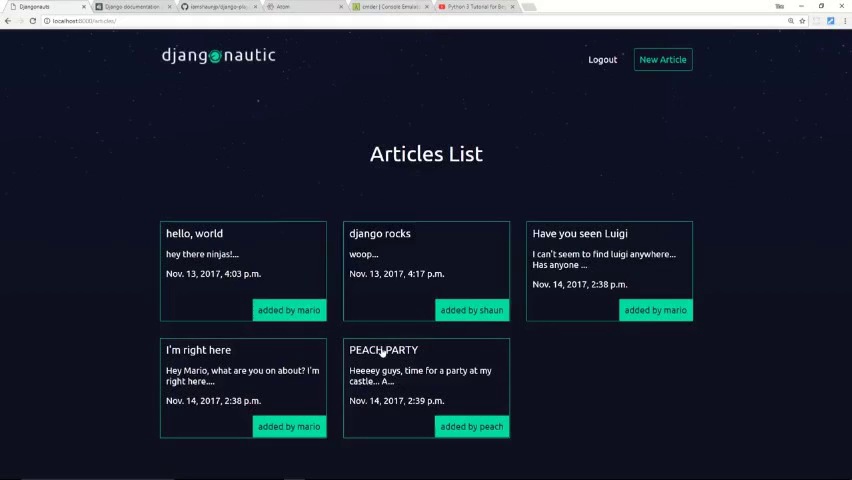 Djangonauts
Django documentation
iamshaunjp/django-pla
Atom
cmder | Console Emulato
Python 3 Tutorial for Be
localhost:8000/articles/
djangonautic
Logout
New Article
Articles List
hello, world
hey there ninjas!...
Nov. 13, 2017, 4:03 p.m.
added by mario
django rocks
woop...
Nov. 13, 2017, 4:17 p.m.
added by shaun
Have you seen Luigi
I can't seem to find luigi anywhere...
Has anyone ...
Nov. 14, 2017, 2:38 p.m.
added by mario
I'm right here
Hey Mario, what are you on about? I'm
right here....
Nov. 14, 2017, 2:38 p.m.
added by mario
PEACH PARTY
Heeeey guys, time for a party at my
castle... A...
Nov. 14, 2017, 2:39 p.m.
added by peach